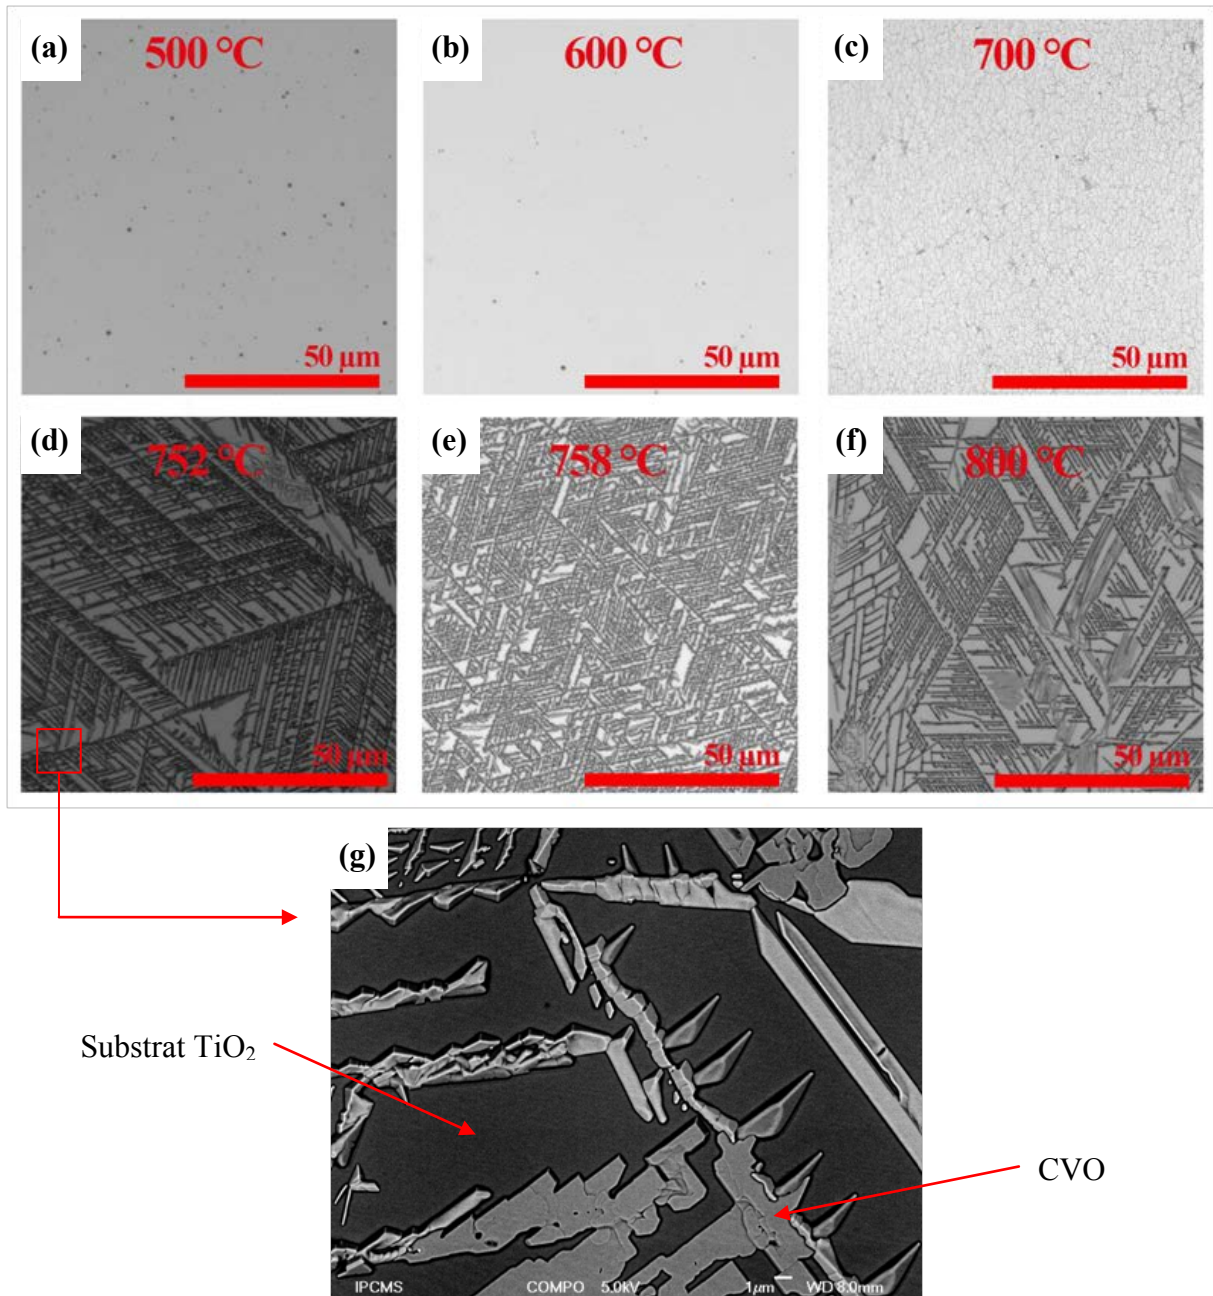 (a) 500 °C
50 µm
(b) 600 °C
50 µm
(c) 700 °C
50 µm
(d) 752 °C
50 µm
(e) 758 °C
50 µm
(f) 800 °C
50 µm
(g)
Substrat TiO₂
CVO
IPCMS COMPO 5.0kV 1µm WD 8.0mm